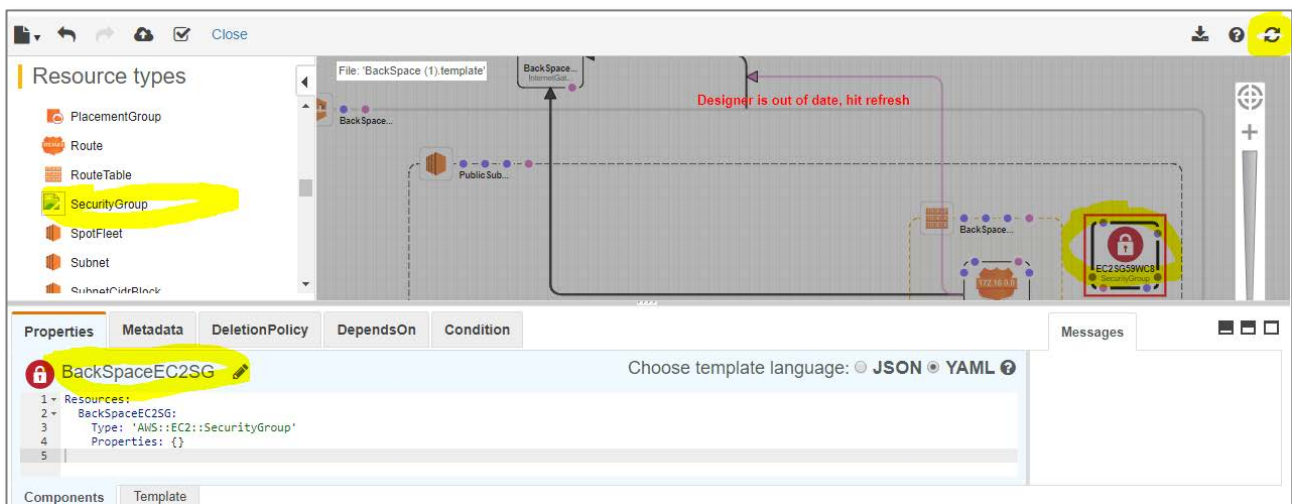 Close
Resource types
PlacementGroup
Route
RouteTable
SecurityGroup
SpotFleet
Subnet
SubnetCidrBlock
File: 'BackSpace (1).template'
BackSpace...
InternetGat...
Designer is out of date, hit refresh
BackSpace...
PublicSub...
BackSpace...
172.16.0.0
EC2SG59WC8
SecurityGroup
Properties
Metadata
DeletionPolicy
DependsOn
Condition
Messages
BackSpaceEC2SG
Choose template language: JSON YAML
1 Resources:
2 BackSpaceEC2SG:
3 Type: 'AWS::EC2::SecurityGroup'
4 Properties: {}
5
Components
Template